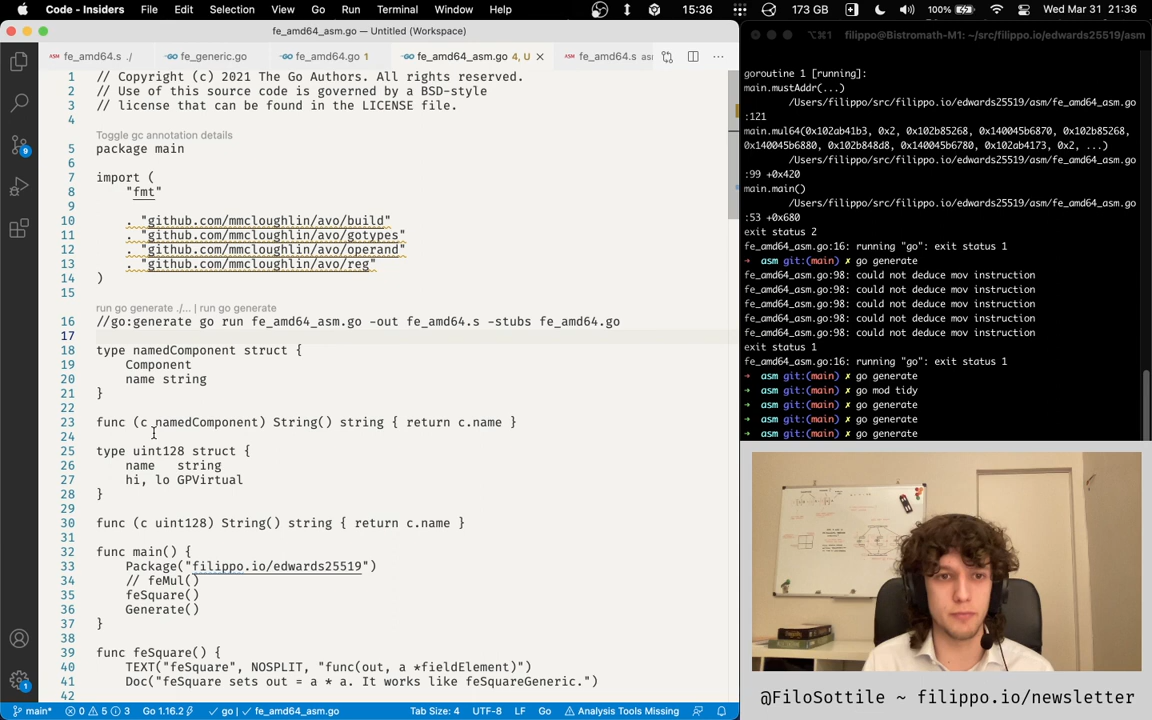 Code - Insiders File Edit Selection View Go Run Terminal Window Help 15:36 173 GB 100% Wed Mar 31 21:36
fe_amd64_asm.go — Untitled (Workspace)
ASM fe_amd64.s ./ fe_generic.go fe_amd64.go 1 fe_amd64_asm.go 4, U × ASM fe_amd64.s asm
1 // Copyright (c) 2021 The Go Authors. All rights reserved.
2 // Use of this source code is governed by a BSD-style
3 // license that can be found in the LICENSE file.
4
Toggle gc annotation details
5 package main
6
7 import (
8 "fmt"
9
10 . "github.com/mmcloughlin/avo/build"
11 . "github.com/mmcloughlin/avo/gotypes"
12 . "github.com/mmcloughlin/avo/operand"
13 . "github.com/mmcloughlin/avo/reg"
14 )
15
run go generate ./... | run go generate
16 //go:generate go run fe_amd64_asm.go -out fe_amd64.s -stubs fe_amd64.go
17
18 type namedComponent struct {
19 Component
20 name string
21 }
22
23 func (c namedComponent) String() string { return c.name }
24
25 type uint128 struct {
26 name string
27 hi, lo GPVirtual
28 }
29
30 func (c uint128) String() string { return c.name }
31
32 func main() {
33 Package("filippo.io/edwards25519")
34 // feMul()
35 feSquare()
36 Generate()
37 }
38
39 func feSquare() {
40 TEXT("feSquare", NOSPLIT, "func(out, a *fieldElement)")
41 Doc("feSquare sets out = a * a. It works like feSquareGeneric.")
42
9
1
main* 0 5 3 Go 1.16.2 go | fe_amd64_asm.go Tab Size: 4 UTF-8 LF Go Analysis Tools Missing
⌥⌘1 filippo@Bistromath-M1: ~/src/filippo.io/edwards25519/asm
goroutine 1 [running]:
main.mustAddr(...)
/Users/filippo/src/filippo.io/edwards25519/asm/fe_amd64_asm.go
:121
main.mul64(0x102ab41b3, 0x2, 0x102b85268, 0x140045b6870, 0x102b85268,
0x140045b6880, 0x102b848d8, 0x140045b6780, 0x102ab4173, 0x2, ...)
/Users/filippo/src/filippo.io/edwards25519/asm/fe_amd64_asm.go
:99 +0x420
main.main()
/Users/filippo/src/filippo.io/edwards25519/asm/fe_amd64_asm.go
:53 +0x680
exit status 2
fe_amd64_asm.go:16: running "go": exit status 1
➜ asm git:(main) ✗ go generate
fe_amd64_asm.go:98: could not deduce mov instruction
fe_amd64_asm.go:98: could not deduce mov instruction
fe_amd64_asm.go:98: could not deduce mov instruction
fe_amd64_asm.go:98: could not deduce mov instruction
fe_amd64_asm.go:98: could not deduce mov instruction
exit status 1
fe_amd64_asm.go:16: running "go": exit status 1
➜ asm git:(main) ✗ go generate
➜ asm git:(main) ✗ go mod tidy
➜ asm git:(main) ✗ go generate
➜ asm git:(main) ✗ go generate
➜ asm git:(main) ✗ go generate
@FiloSottile ~ filippo.io/newsletter